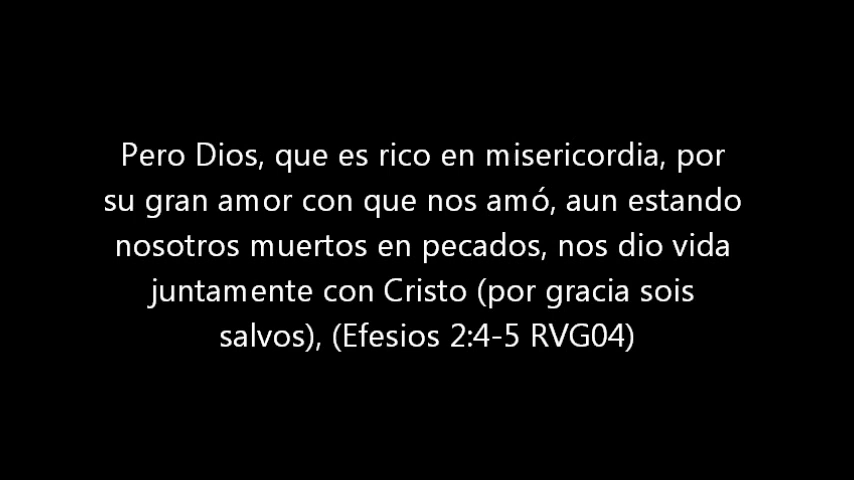 Pero Dios, que es rico en misericordia, por
su gran amor con que nos amó, aun estando
nosotros muertos en pecados, nos dio vida
juntamente con Cristo (por gracia sois
salvos), (Efesios 2:4-5 RVG04)